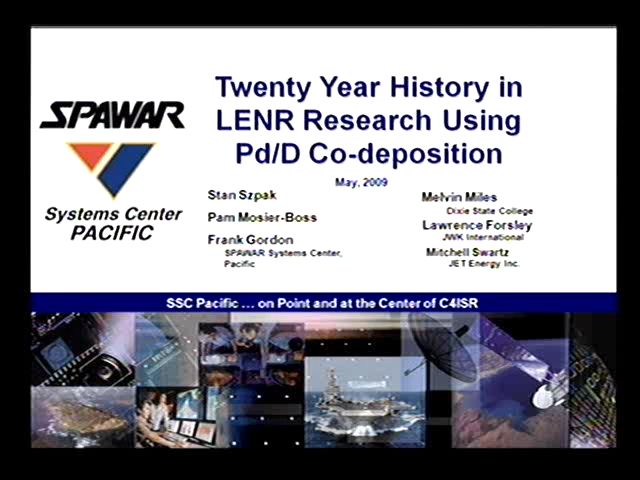 SPAWAR
Systems Center
PACIFIC
Twenty Year History in
LENR Research Using
Pd/D Co-deposition
May, 2009
Stan Szpak
Pam Mosier-Boss
Frank Gordon
SPAWAR Systems Center,
Pacific
Melvin Miles
Dixie State College
Lawrence Forsley
JWK International
Mitchell Swartz
JET Energy Inc.
SSC Pacific ... on Point and at the Center of C4ISR